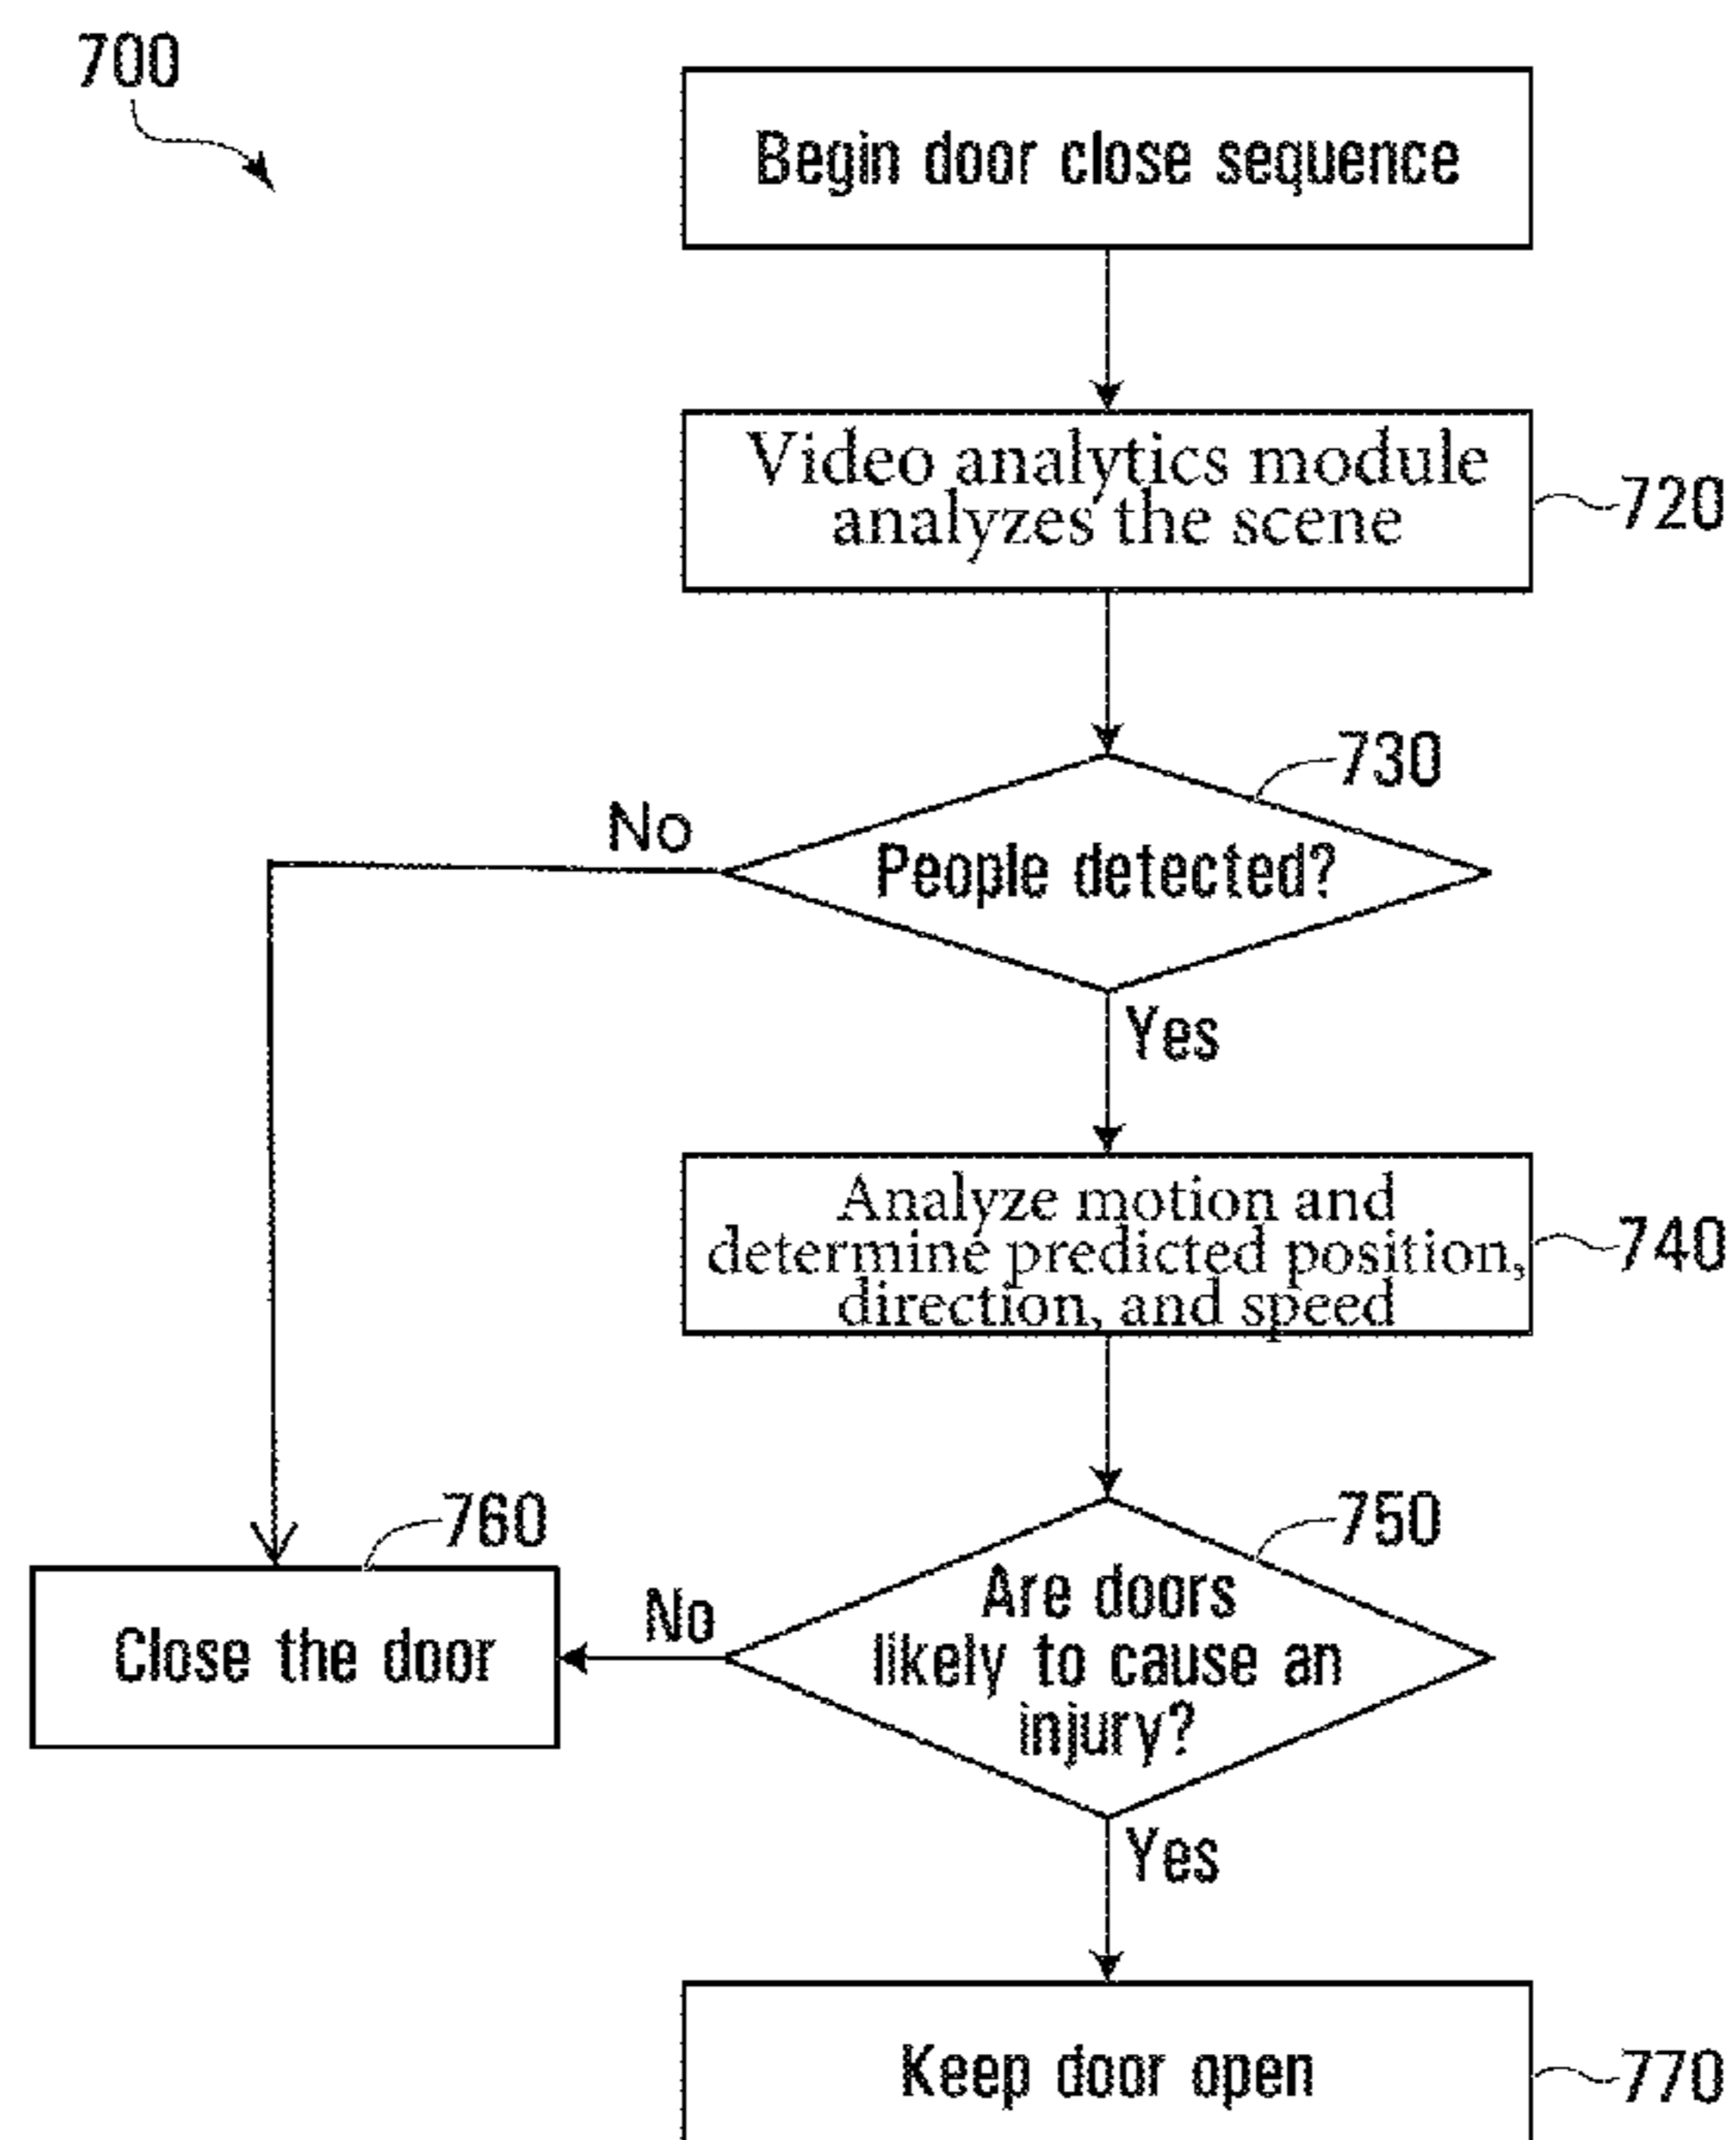 700
Begin door close sequence
Video analytics module
analyzes the scene
720
730
No
People detected?
Yes
Analyze motion and
determine predicted position,
direction, and speed
740
760
750
Close the door
No
Are doors
likely to cause an
injury?
Yes
Keep door open
770